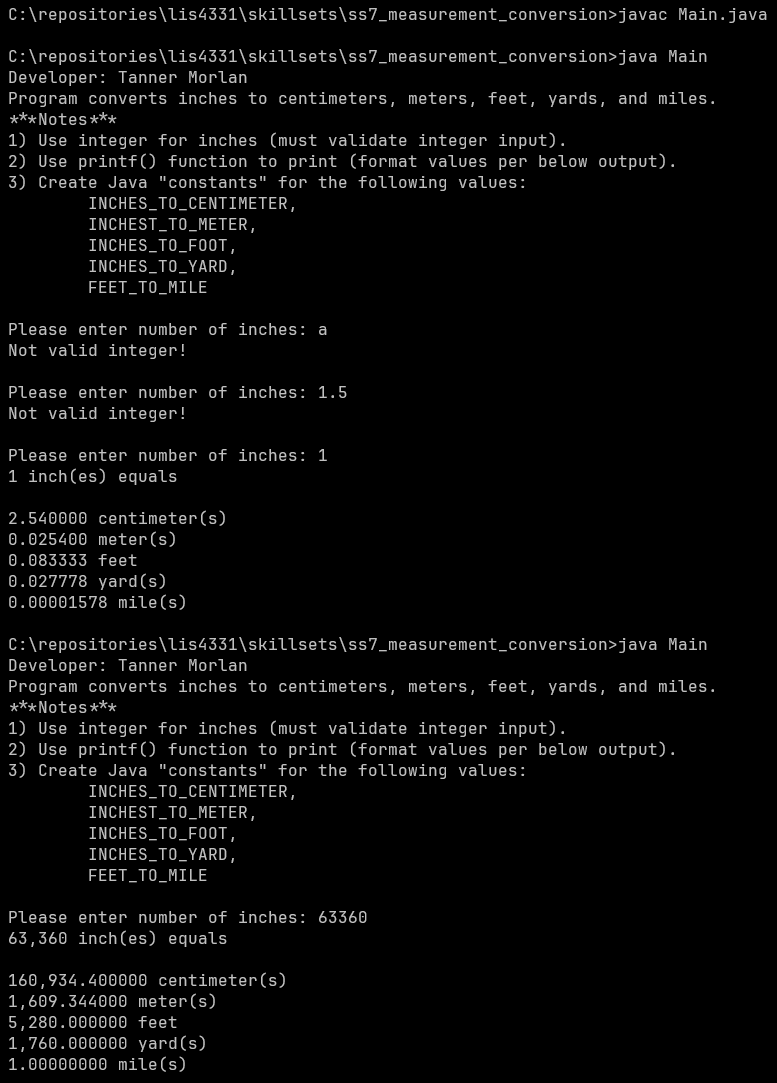 C:\repositories\lis4331\skillsets\ss7_measurement_conversion>javac Main.java

C:\repositories\lis4331\skillsets\ss7_measurement_conversion>java Main
Developer: Tanner Morlan
Program converts inches to centimeters, meters, feet, yards, and miles.
***Notes***
1) Use integer for inches (must validate integer input).
2) Use printf() function to print (format values per below output).
3) Create Java "constants" for the following values:
        INCHES_TO_CENTIMETER,
        INCHEST_TO_METER,
        INCHES_TO_FOOT,
        INCHES_TO_YARD,
        FEET_TO_MILE

Please enter number of inches: a
Not valid integer!

Please enter number of inches: 1.5
Not valid integer!

Please enter number of inches: 1
1 inch(es) equals

2.540000 centimeter(s)
0.025400 meter(s)
0.083333 feet
0.027778 yard(s)
0.00001578 mile(s)

C:\repositories\lis4331\skillsets\ss7_measurement_conversion>java Main
Developer: Tanner Morlan
Program converts inches to centimeters, meters, feet, yards, and miles.
***Notes***
1) Use integer for inches (must validate integer input).
2) Use printf() function to print (format values per below output).
3) Create Java "constants" for the following values:
        INCHES_TO_CENTIMETER,
        INCHEST_TO_METER,
        INCHES_TO_FOOT,
        INCHES_TO_YARD,
        FEET_TO_MILE

Please enter number of inches: 63360
63,360 inch(es) equals

160,934.400000 centimeter(s)
1,609.344000 meter(s)
5,280.000000 feet
1,760.000000 yard(s)
1.00000000 mile(s)